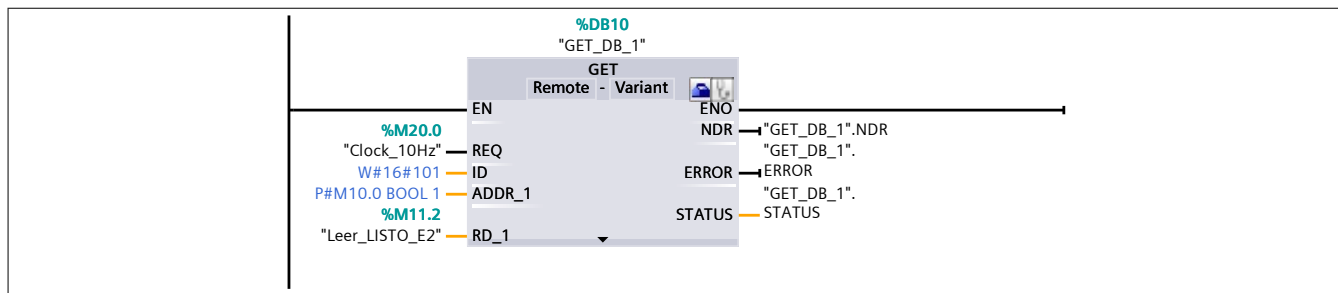 %DB10
"GET_DB_1"
GET
Remote - Variant
EN
ENO
%M20.0
NDR
"GET_DB_1".NDR
"Clock_10Hz"
REQ
"GET_DB_1".
W#16#101
ID
ERROR
ERROR
P#M10.0 BOOL 1
ADDR_1
"GET_DB_1".
%M11.2
STATUS
STATUS
"Leer_LISTO_E2"
RD_1